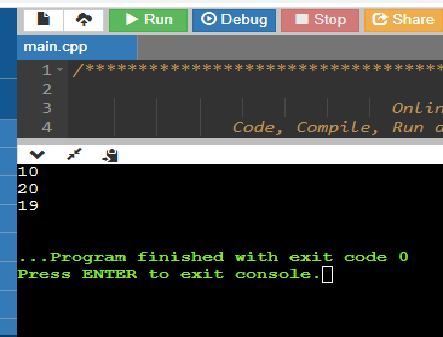 Run Debug Stop Share
main.cpp
1 /**********************************
2
3 Onlin
4 Code, Compile, Run
10
20
19
...Program finished with exit code 0
Press ENTER to exit console.